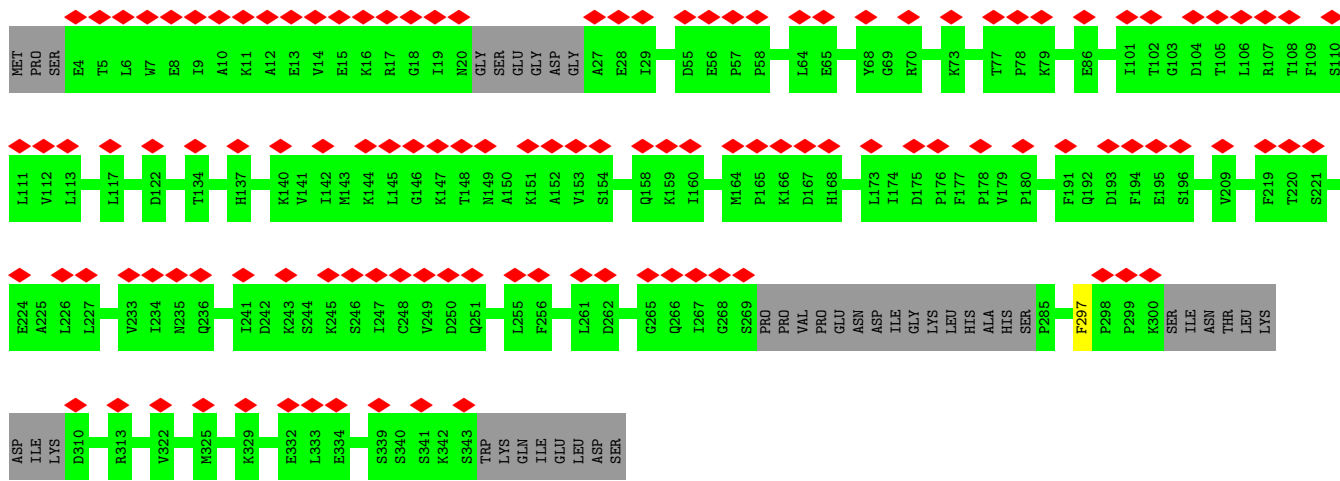 MET PRO SER E4 T5 L6 W7 E8 I9 A10 K11 A12 E13 V14 E15 K16 R17 G18 I19 N20 GLY SER GLU GLY ASP GLY A27 E28 I29 D55 E56 P57 P58 L64 E65 Y68 G69 R70 K73 T77 P78 K79 E86 I101 T102 G103 D104 T105 L106 R107 T108 F109 S110
L111 V112 L113 L117 D122 T134 H137 K140 V141 I142 M143 K144 L145 G146 K147 T148 N149 A150 K151 A152 V153 S154 Q158 K159 I160 M164 P165 K166 D167 H168 L173 I174 D175 P176 F177 P178 V179 P180 F191 Q192 D193 F194 E195 S196 V209 F219 T220 S221
E224 A225 L226 L227 V233 I234 N235 Q236 I241 D242 K243 S244 K245 S246 I247 C248 V249 D250 Q251 L255 F256 L261 D262 G265 Q266 I267 G268 S269 PRO PRO VAL PRO GLU ASN ASP ILE GLY LYS LEU HIS ALA HIS SER P285 F297 P298 P299 K300 SER ILE ASN THR LEU LYS
ASP ILE LYS D310 R313 V322 M325 K329 E332 L333 E334 S339 S340 S341 K342 S343 TRP LYS GLN ILE GLU LEU ASP SER